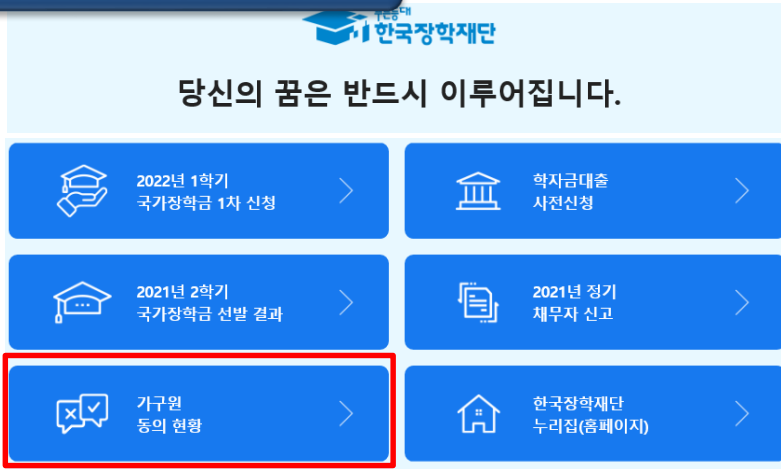 푸른등대
한국장학재단
당신의 꿈은 반드시 이루어집니다.
2022년 1학기
국가장학금 1차 신청
학자금대출
사전신청
2021년 2학기
국가장학금 선발 결과
2021년 정기
채무자 신고
가구원
동의 현황
한국장학재단
누리집(홈페이지)